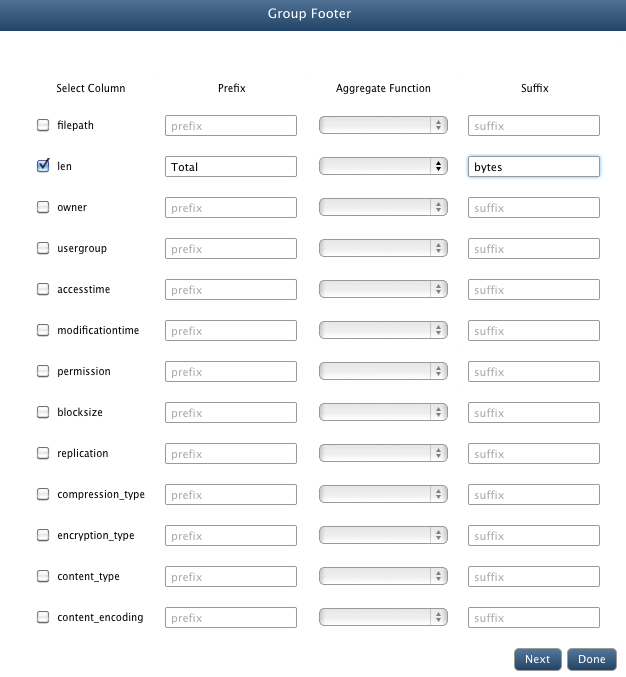 Group Footer
Select Column Prefix Aggregate Function Suffix
filepath prefix suffix
len Total bytes
owner prefix suffix
usergroup prefix suffix
accesstime prefix suffix
modificationtime prefix suffix
permission prefix suffix
blocksize prefix suffix
replication prefix suffix
compression_type prefix suffix
encryption_type prefix suffix
content_type prefix suffix
content_encoding prefix suffix
Next Done